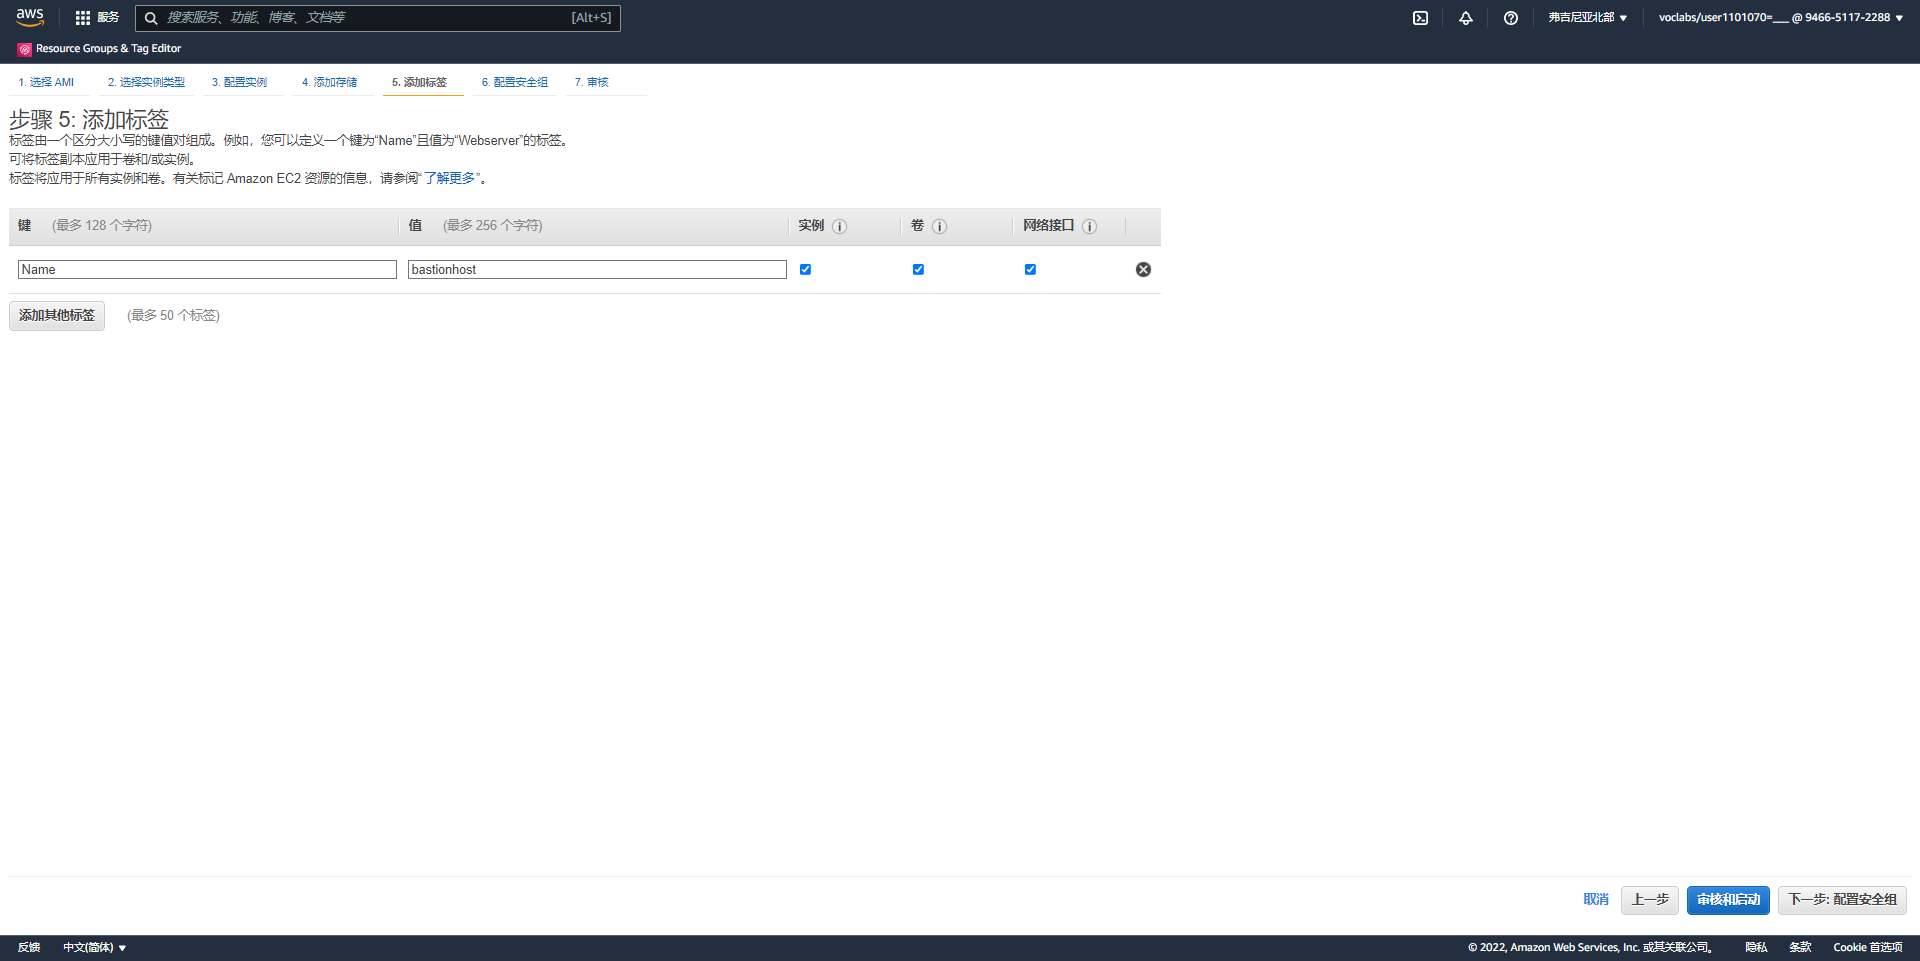 aws 服务 搜索服务、功能、博客、文档等 [Alt+S] 弗吉尼亚北部 voclabs/user1101070=___ @ 9466-5117-2288
Resource Groups & Tag Editor
1. 选择 AMI 2. 选择实例类型 3. 配置实例 4. 添加存储 5. 添加标签 6. 配置安全组 7. 审核
步骤 5: 添加标签
标签由一个区分大小写的键值对组成。例如，您可以定义一个键为“Name”且值为“Webserver”的标签。
可将标签副本应用于卷和/或实例。
标签将应用于所有实例和卷。有关标记 Amazon EC2 资源的信息，请参阅“了解更多”。
键 (最多 128 个字符) 值 (最多 256 个字符) 实例 卷 网络接口
Name bastionhost
添加其他标签 (最多 50 个标签)
取消 上一步 审核和启动 下一步: 配置安全组
反馈 中文(简体) © 2022, Amazon Web Services, Inc. 或其关联公司。 隐私 条款 Cookie 首选项